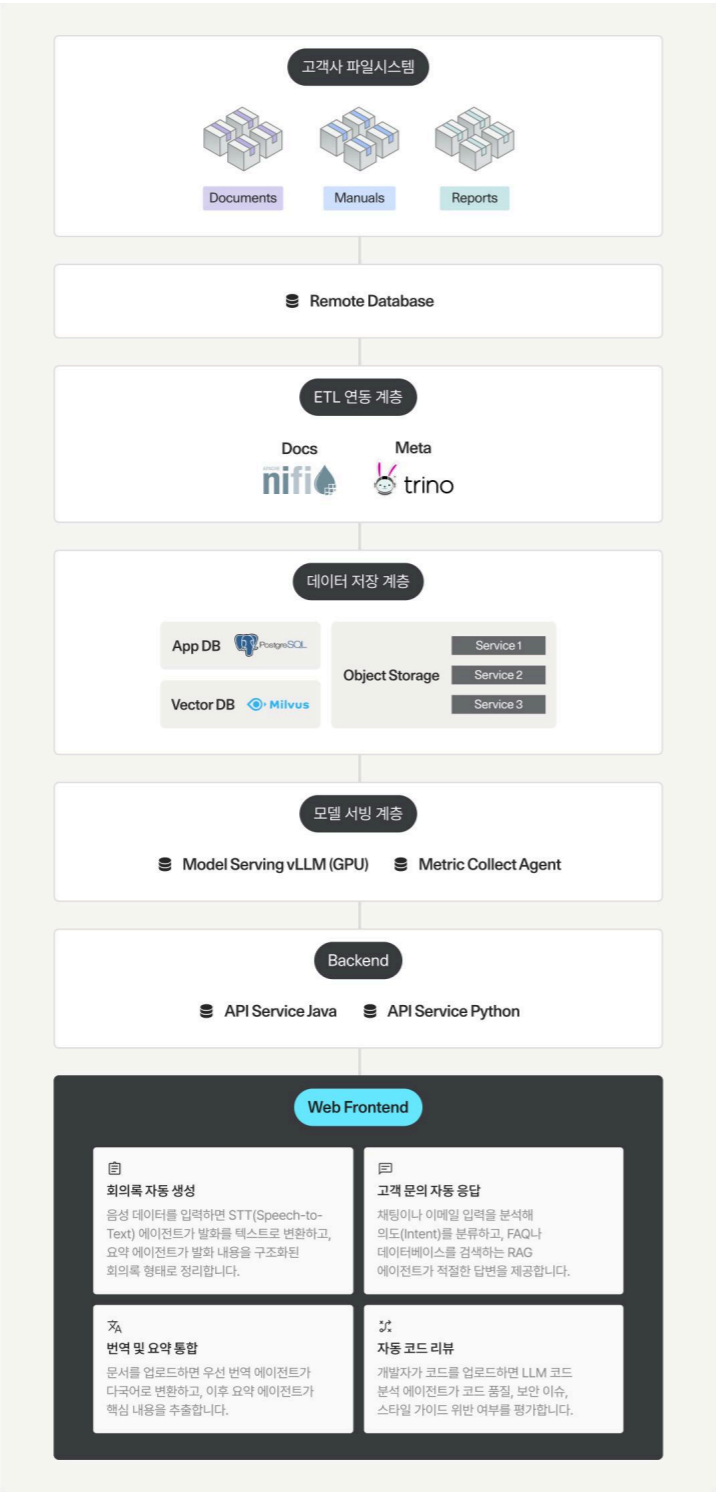 고객사 파일시스템
Documents
Manuals
Reports
Remote Database
ETL 연동 계층
Docs
Meta
nifi
trino
데이터 저장 계층
App DB
PostgreSQL
Vector DB
Milvus
Object Storage
Service 1
Service 2
Service 3
모델 서빙 계층
Model Serving vLLM (GPU)
Metric Collect Agent
Backend
API Service Java
API Service Python
Web Frontend
회의록 자동 생성
음성 데이터를 입력하면 STT(Speech-to-
Text) 에이전트가 발화를 텍스트로 변환하고,
요약 에이전트가 발화 내용을 구조화된
회의록 형태로 정리합니다.
고객 문의 자동 응답
채팅이나 이메일 입력을 분석해
의도(Intent)를 분류하고, FAQ나
데이터베이스를 검색하는 RAG
에이전트가 적절한 답변을 제공합니다.
번역 및 요약 통합
문서를 업로드하면 우선 번역 에이전트가
다국어로 변환하고, 이후 요약 에이전트가
핵심 내용을 추출합니다.
자동 코드 리뷰
개발자가 코드를 업로드하면 LLM 코드
분석 에이전트가 코드 품질, 보안 이슈,
스타일 가이드 위반 여부를 평가합니다.